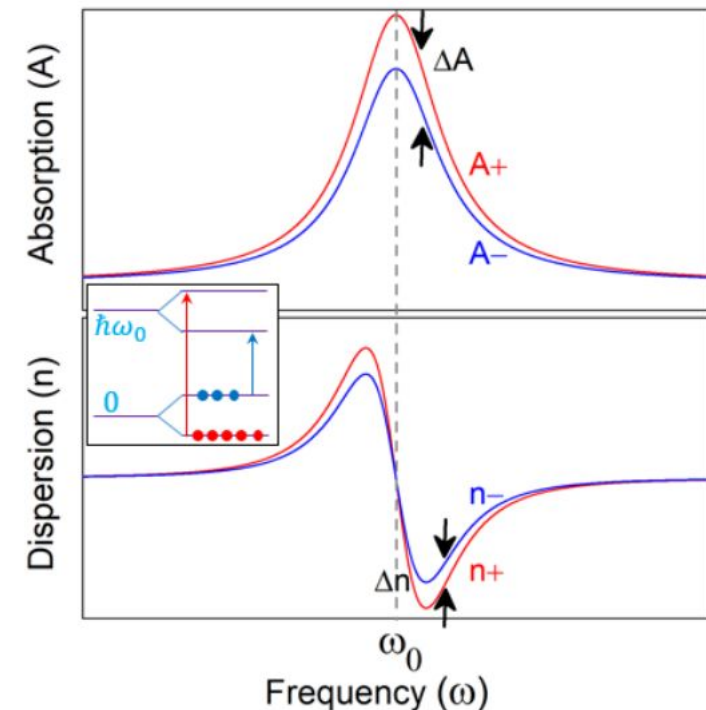 Absorption (A)
ΔA
A+
A−
ℏω₀
0
Dispersion (n)
n−
Δn
n+
ω₀
Frequency (ω)